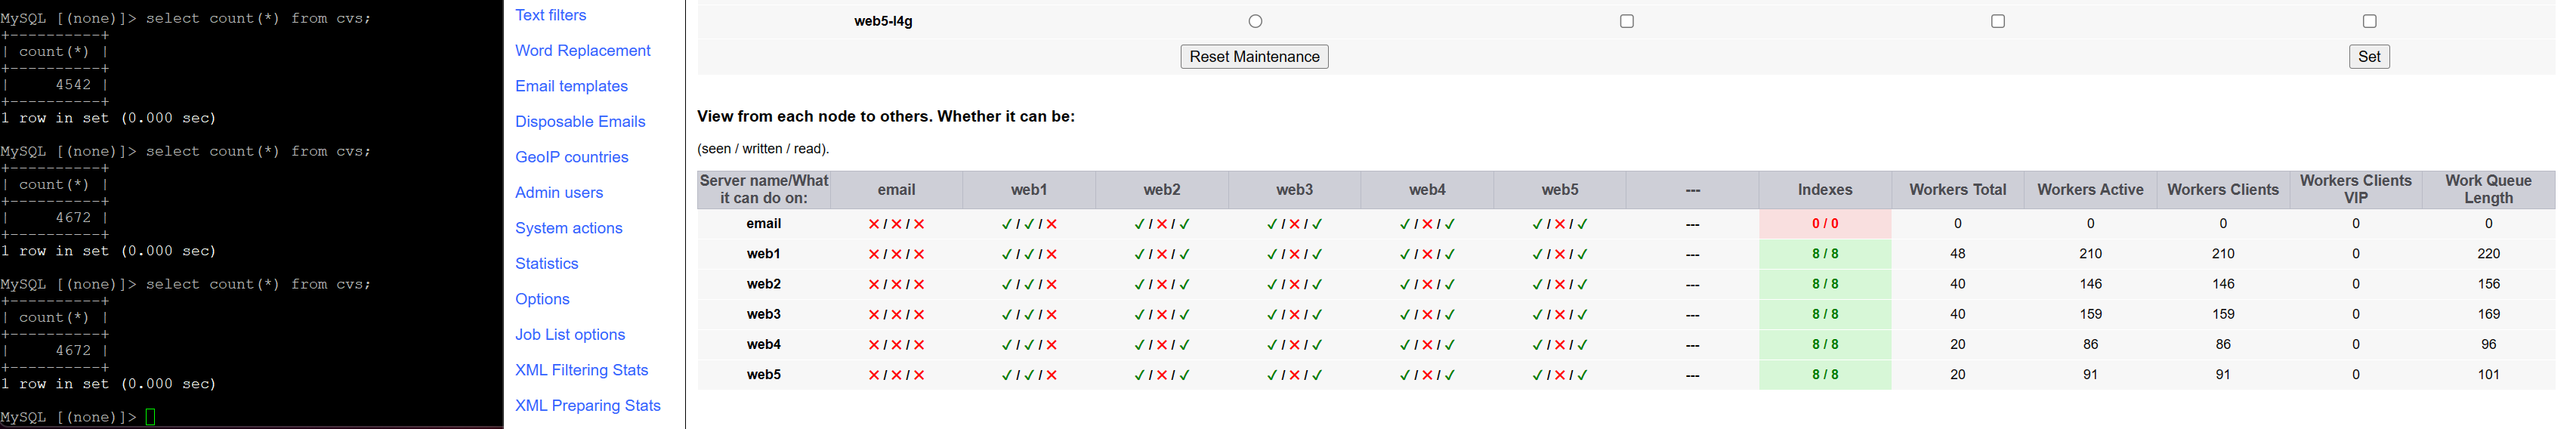 MySQL [(none)]> select count(*) from cvs;
+----------+
| count(*) |
+----------+
|     4542 |
+----------+
1 row in set (0.000 sec)
MySQL [(none)]> select count(*) from cvs;
+----------+
| count(*) |
+----------+
|     4672 |
+----------+
1 row in set (0.000 sec)
MySQL [(none)]> select count(*) from cvs;
+----------+
| count(*) |
+----------+
|     4672 |
+----------+
1 row in set (0.000 sec)
MySQL [(none)]>
Text filters
Word Replacement
Email templates
Disposable Emails
GeoIP countries
Admin users
System actions
Statistics
Options
Job List options
XML Filtering Stats
XML Preparing Stats
web5-l4g
Reset Maintenance Set
View from each node to others. Whether it can be:
(seen / written / read).
Server name/What it can do on: email web1 web2 web3 web4 web5 --- Indexes Workers Total Workers Active Workers Clients Workers Clients VIP Work Queue Length
email ✕ / ✕ / ✕ ✓ / ✓ / ✕ ✓ / ✕ / ✓ ✓ / ✕ / ✓ ✓ / ✕ / ✓ ✓ / ✕ / ✓ --- 0 / 0 0 0 0 0 0
web1 ✕ / ✕ / ✕ ✓ / ✓ / ✕ ✓ / ✕ / ✓ ✓ / ✕ / ✓ ✓ / ✕ / ✓ ✓ / ✕ / ✓ --- 8 / 8 48 210 210 0 220
web2 ✕ / ✕ / ✕ ✓ / ✓ / ✕ ✓ / ✕ / ✓ ✓ / ✕ / ✓ ✓ / ✕ / ✓ ✓ / ✕ / ✓ --- 8 / 8 40 146 146 0 156
web3 ✕ / ✕ / ✕ ✓ / ✓ / ✕ ✓ / ✕ / ✓ ✓ / ✕ / ✓ ✓ / ✕ / ✓ ✓ / ✕ / ✓ --- 8 / 8 40 159 159 0 169
web4 ✕ / ✕ / ✕ ✓ / ✓ / ✕ ✓ / ✕ / ✓ ✓ / ✕ / ✓ ✓ / ✕ / ✓ ✓ / ✕ / ✓ --- 8 / 8 20 86 86 0 96
web5 ✕ / ✕ / ✕ ✓ / ✓ / ✕ ✓ / ✕ / ✓ ✓ / ✕ / ✓ ✓ / ✕ / ✓ ✓ / ✕ / ✓ --- 8 / 8 20 91 91 0 101